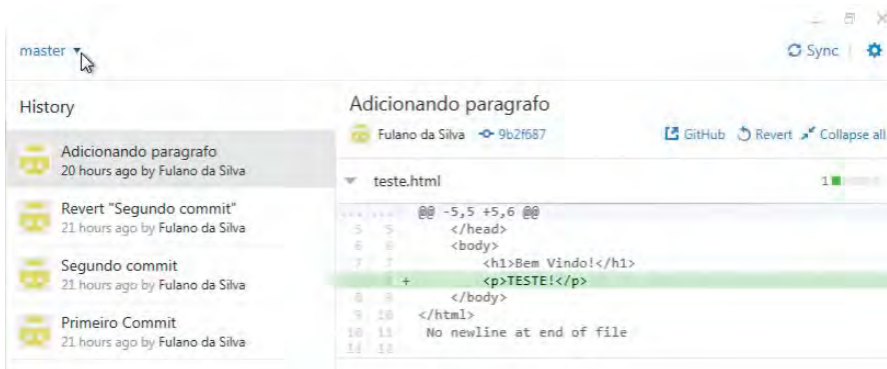 master
Sync
History
Adicionando paragrafo
20 hours ago by Fulano da Silva
Revert "Segundo commit"
21 hours ago by Fulano da Silva
Segundo commit
21 hours ago by Fulano da Silva
Primeiro Commit
21 hours ago by Fulano da Silva
Adicionando paragrafo
Fulano da Silva 9b2f687 GitHub Revert Collapse all
teste.html 1
@@ -5,5 +5,6 @@
5 5 </head>
6 6 <body>
7 7 <h1>Bem Vindo!</h1>
8 + <p>TESTE!</p>
8 9 </body>
9 10 </html>
10 11 No newline at end of file
11 12